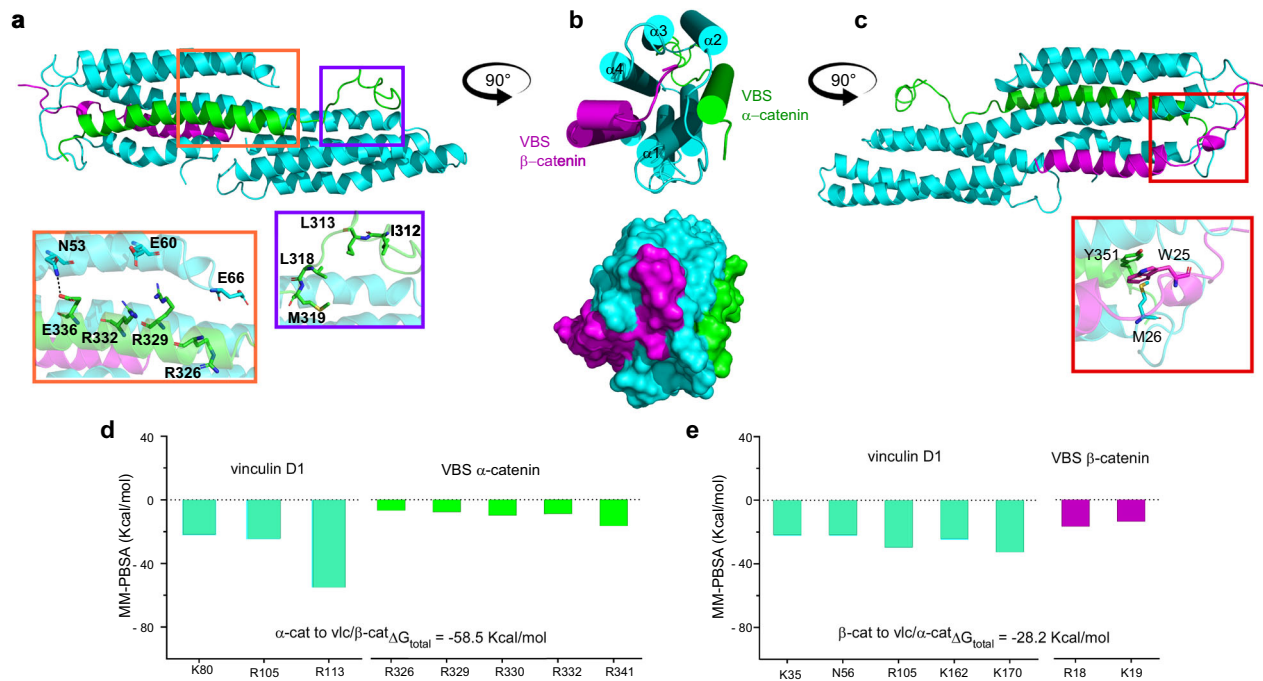 a
90°
b
α3
α2
α4
α1
VBS
α-catenin
VBS
β-catenin
c
90°
N53
E60
E66
E336
R332
R329
R326
L313
I312
L318
M319
Y351
W25
M26
d
40
0
- 40
- 80
MM-PBSA (Kcal/mol)
vinculin D1
VBS α-catenin
α-cat to vlc/β-cat ΔGtotal = -58.5 Kcal/mol
K80 R105 R113 R326 R329 R330 R332 R341
e
40
0
- 40
- 80
MM-PBSA (Kcal/mol)
vinculin D1
VBS β-catenin
β-cat to vlc/α-cat ΔGtotal = -28.2 Kcal/mol
K35 N56 R105 K162 K170 R18 K19